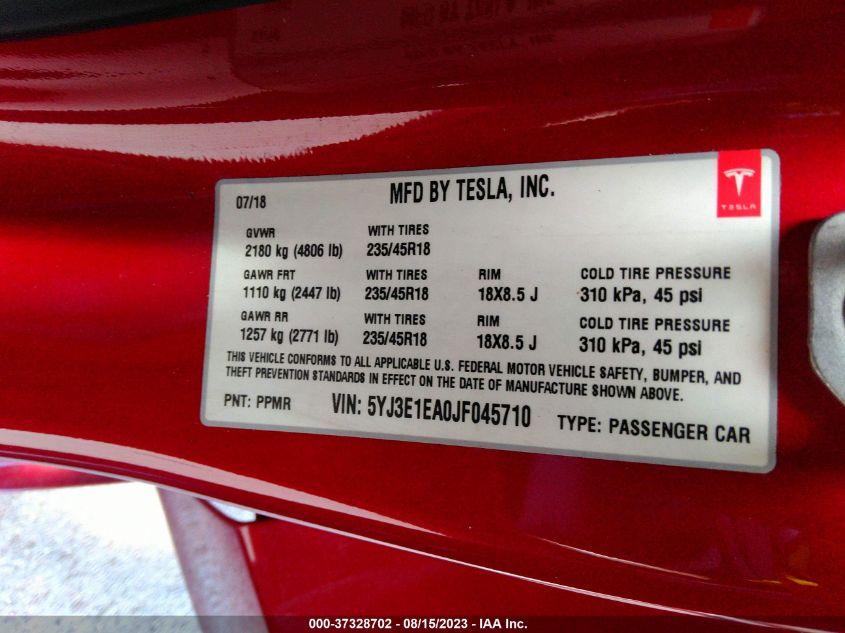 07/18
MFD BY TESLA, INC.
TESLA
GVWR WITH TIRES
2180 kg (4806 lb) 235/45R18
GAWR FRT WITH TIRES RIM COLD TIRE PRESSURE
1110 kg (2447 lb) 235/45R18 18X8.5 J 310 kPa, 45 psi
GAWR RR WITH TIRES RIM COLD TIRE PRESSURE
1257 kg (2771 lb) 235/45R18 18X8.5 J 310 kPa, 45 psi
THIS VEHICLE CONFORMS TO ALL APPLICABLE U.S. FEDERAL MOTOR VEHICLE SAFETY, BUMPER, AND
THEFT PREVENTION STANDARDS IN EFFECT ON THE DATE OF MANUFACTURE SHOWN ABOVE.
PNT: PPMR VIN: 5YJ3E1EA0JF045710 TYPE: PASSENGER CAR
000-37328702 - 08/15/2023 - IAA Inc.